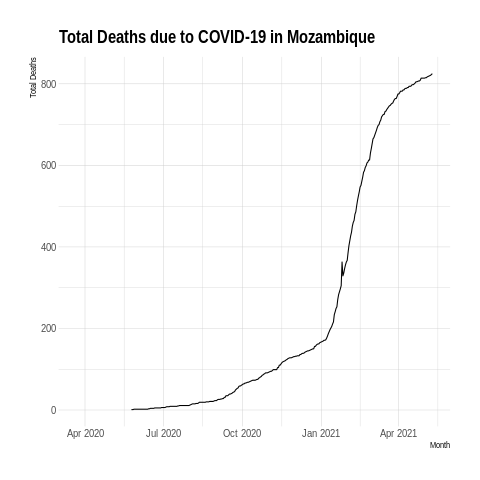 Total Deaths due to COVID-19 in Mozambique
Total Deaths
800
600
400
200
0
Apr 2020 Jul 2020 Oct 2020 Jan 2021 Apr 2021
Month